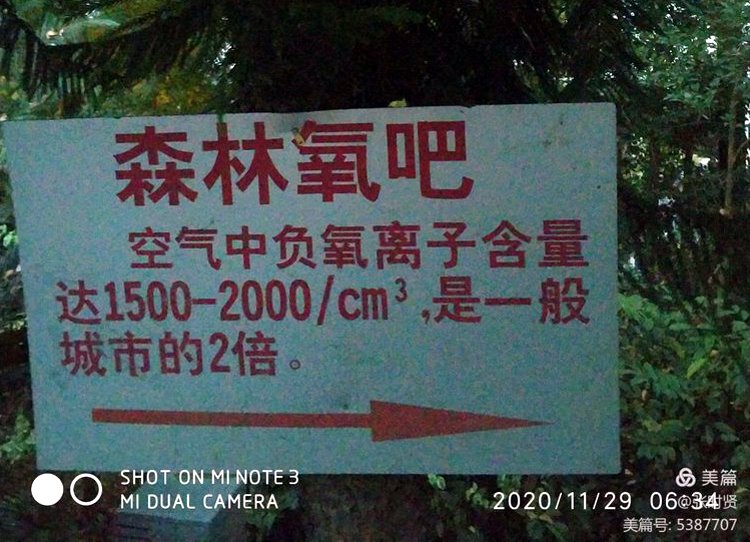 森林氧吧
空气中负氧离子含量
达1500-2000/cm³,是一般
城市的2倍。
SHOT ON MI NOTE 3
MI DUAL CAMERA
2020/11/29 06:34
美篇
美篇号: 5387707